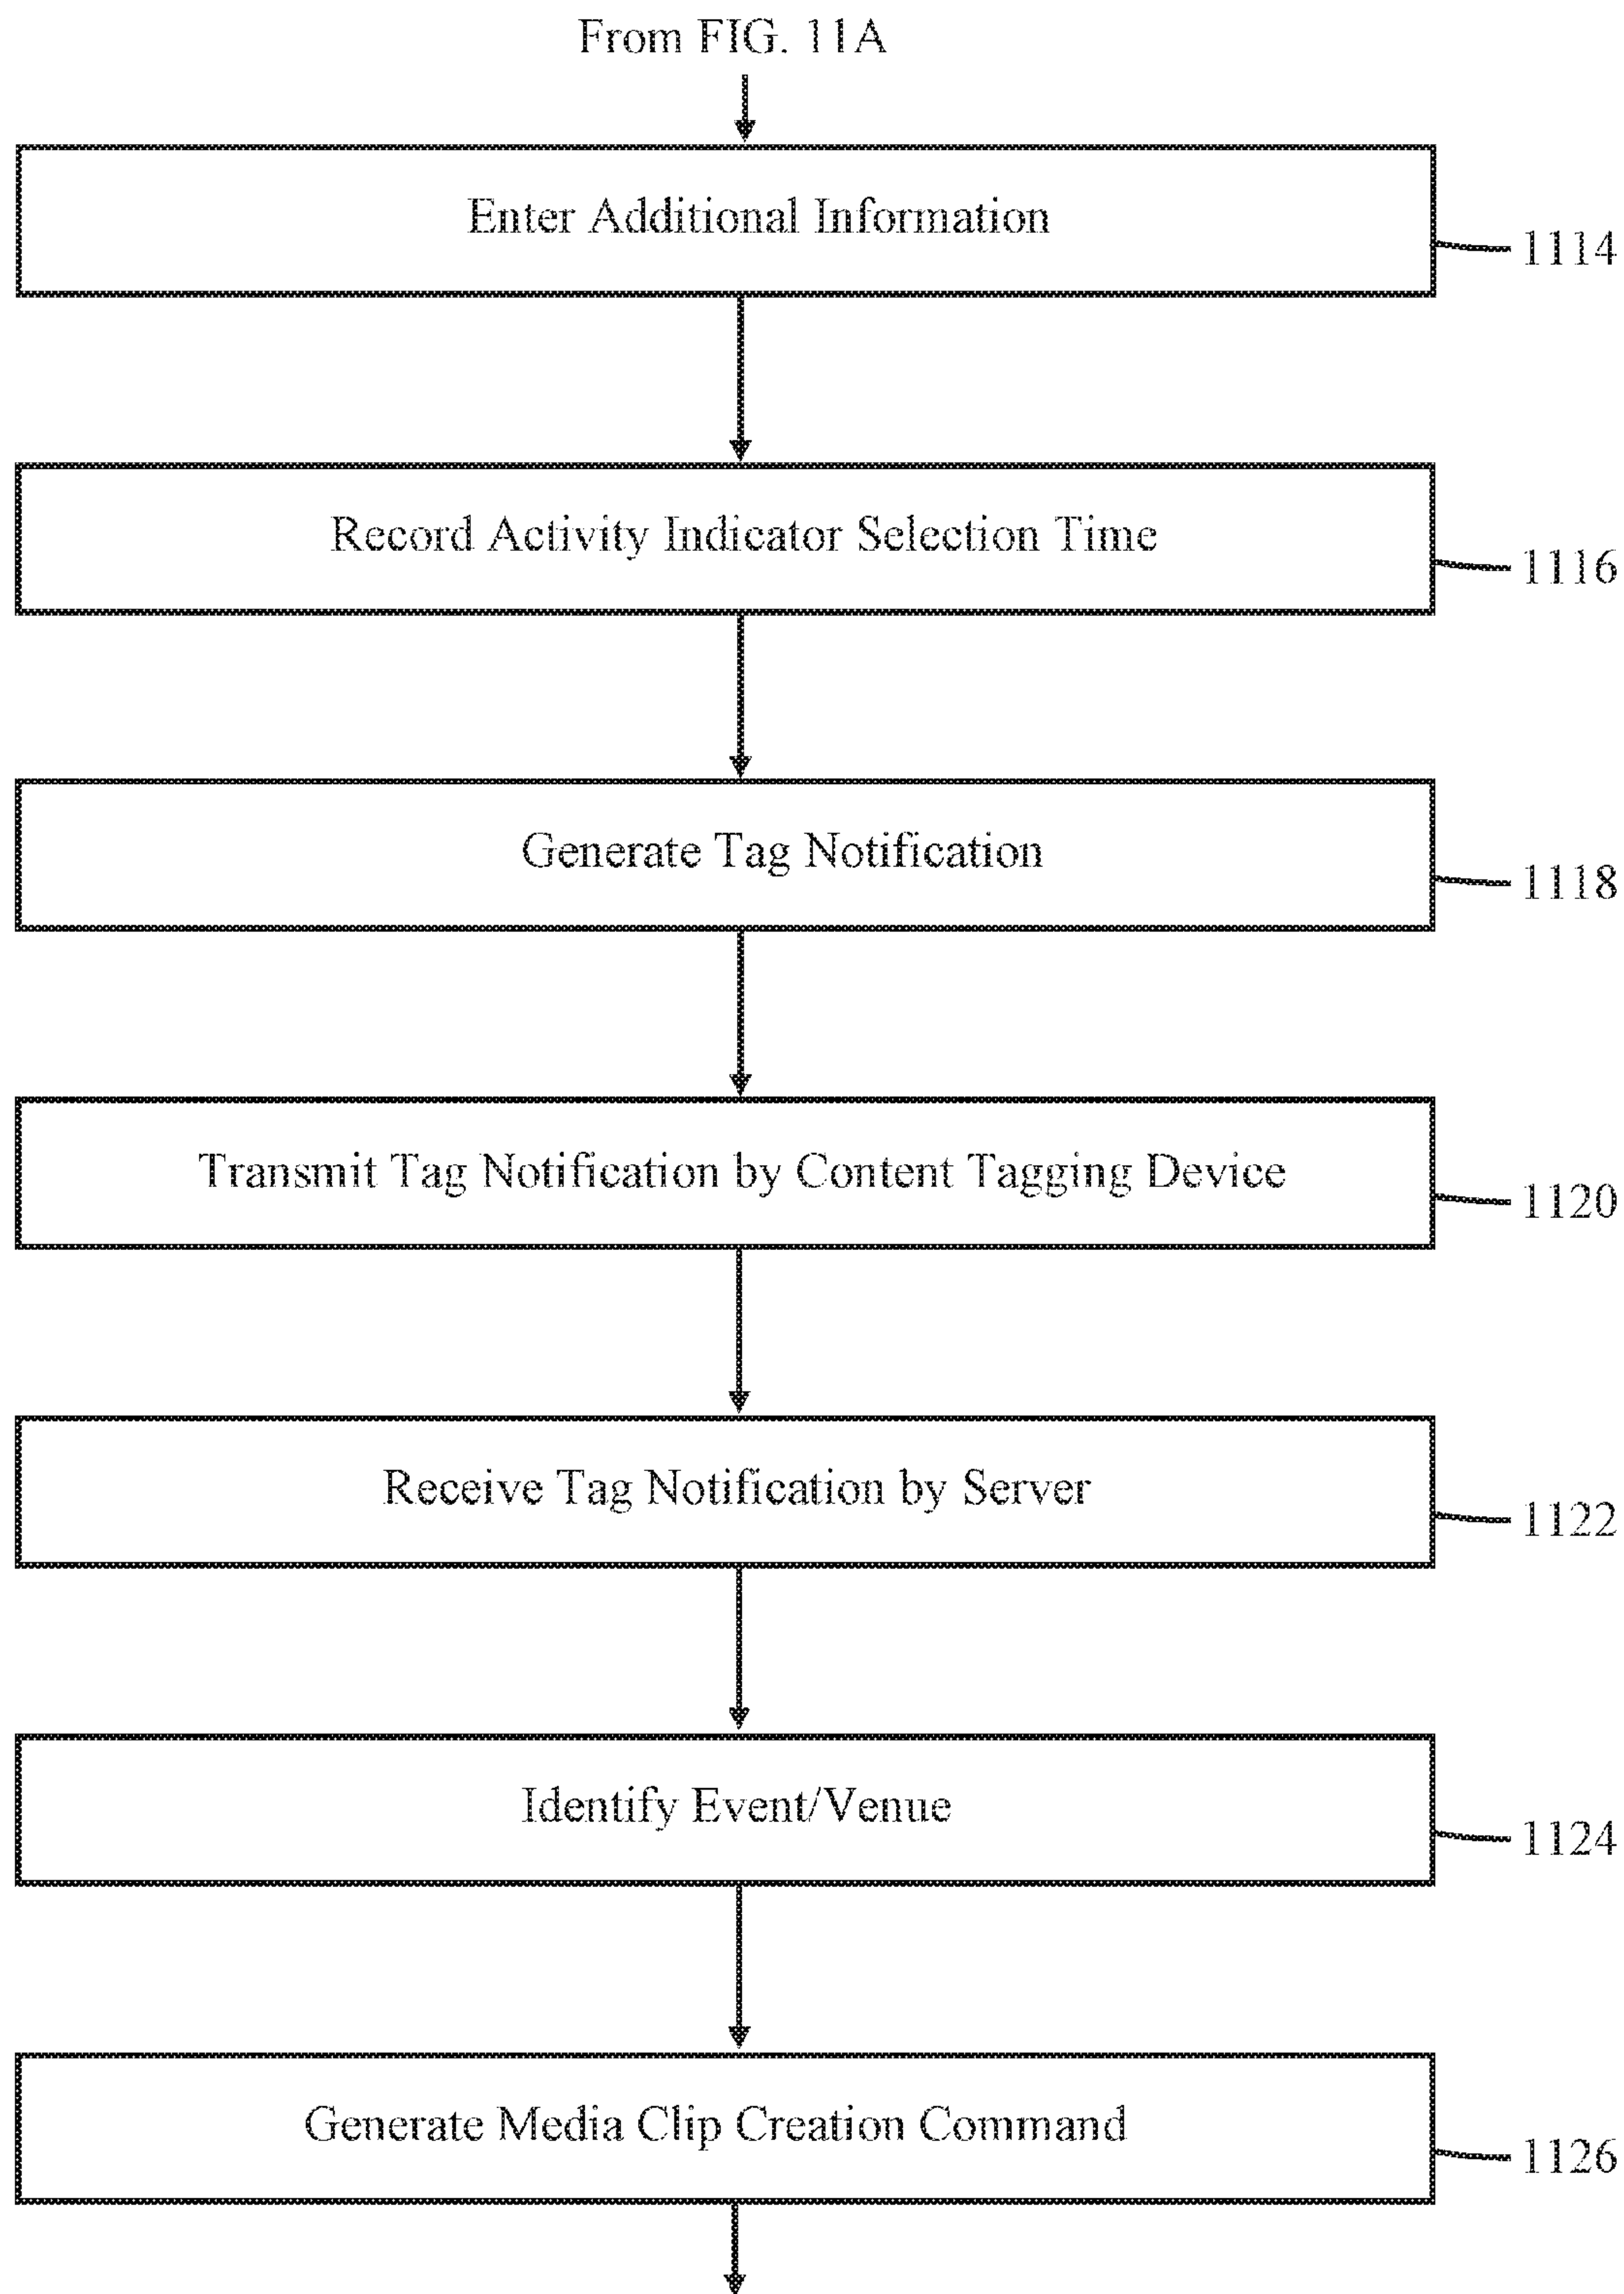 From FIG. 11A
Enter Additional Information
1114
Record Activity Indicator Selection Time
1116
Generate Tag Notification
1118
Transmit Tag Notification by Content Tagging Device
1120
Receive Tag Notification by Server
1122
Identify Event/Venue
1124
Generate Media Clip Creation Command
1126